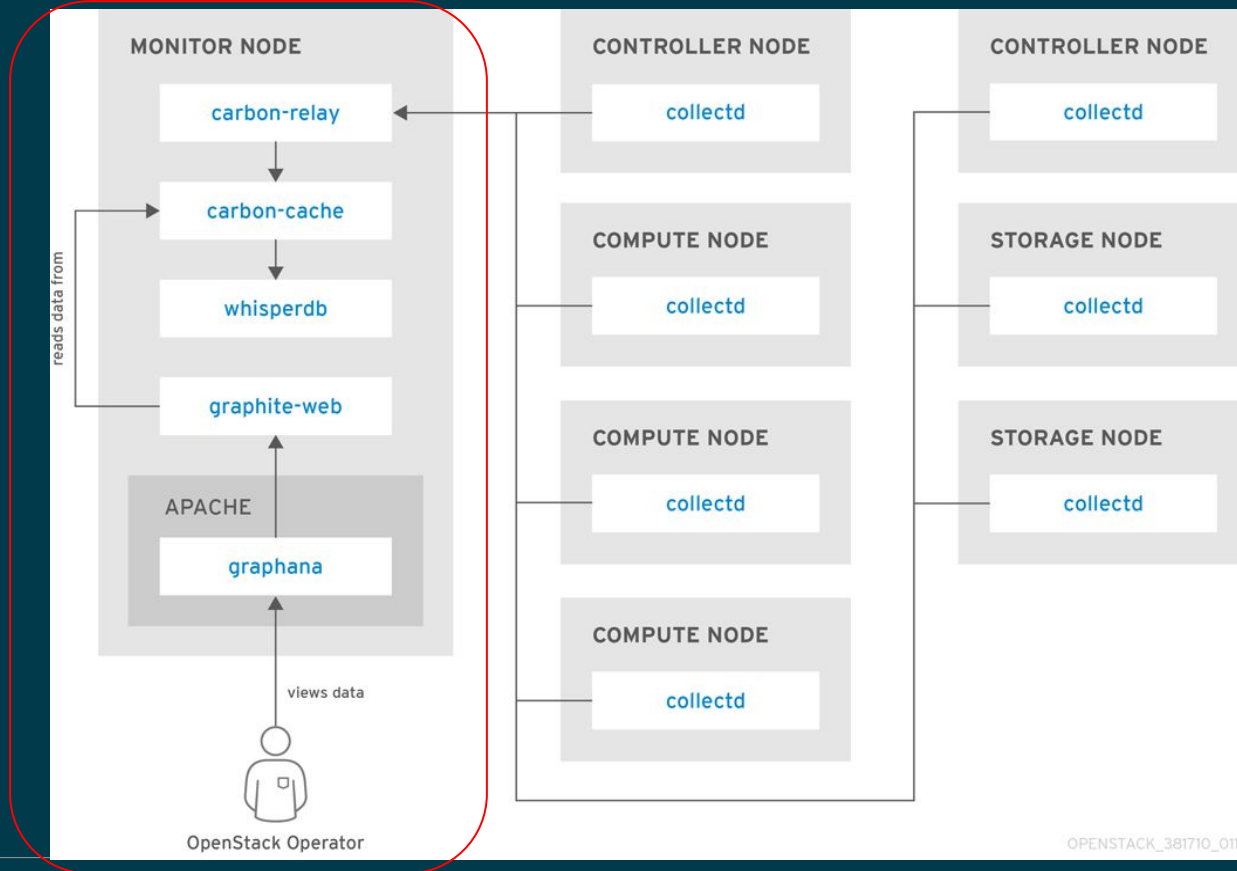 MONITOR NODE
carbon-relay
carbon-cache
whisperdb
reads data from
graphite-web
APACHE
graphana
views data
OpenStack Operator
CONTROLLER NODE
collectd
COMPUTE NODE
collectd
COMPUTE NODE
collectd
COMPUTE NODE
collectd
CONTROLLER NODE
collectd
STORAGE NODE
collectd
STORAGE NODE
collectd
OPENSTACK_381710_011